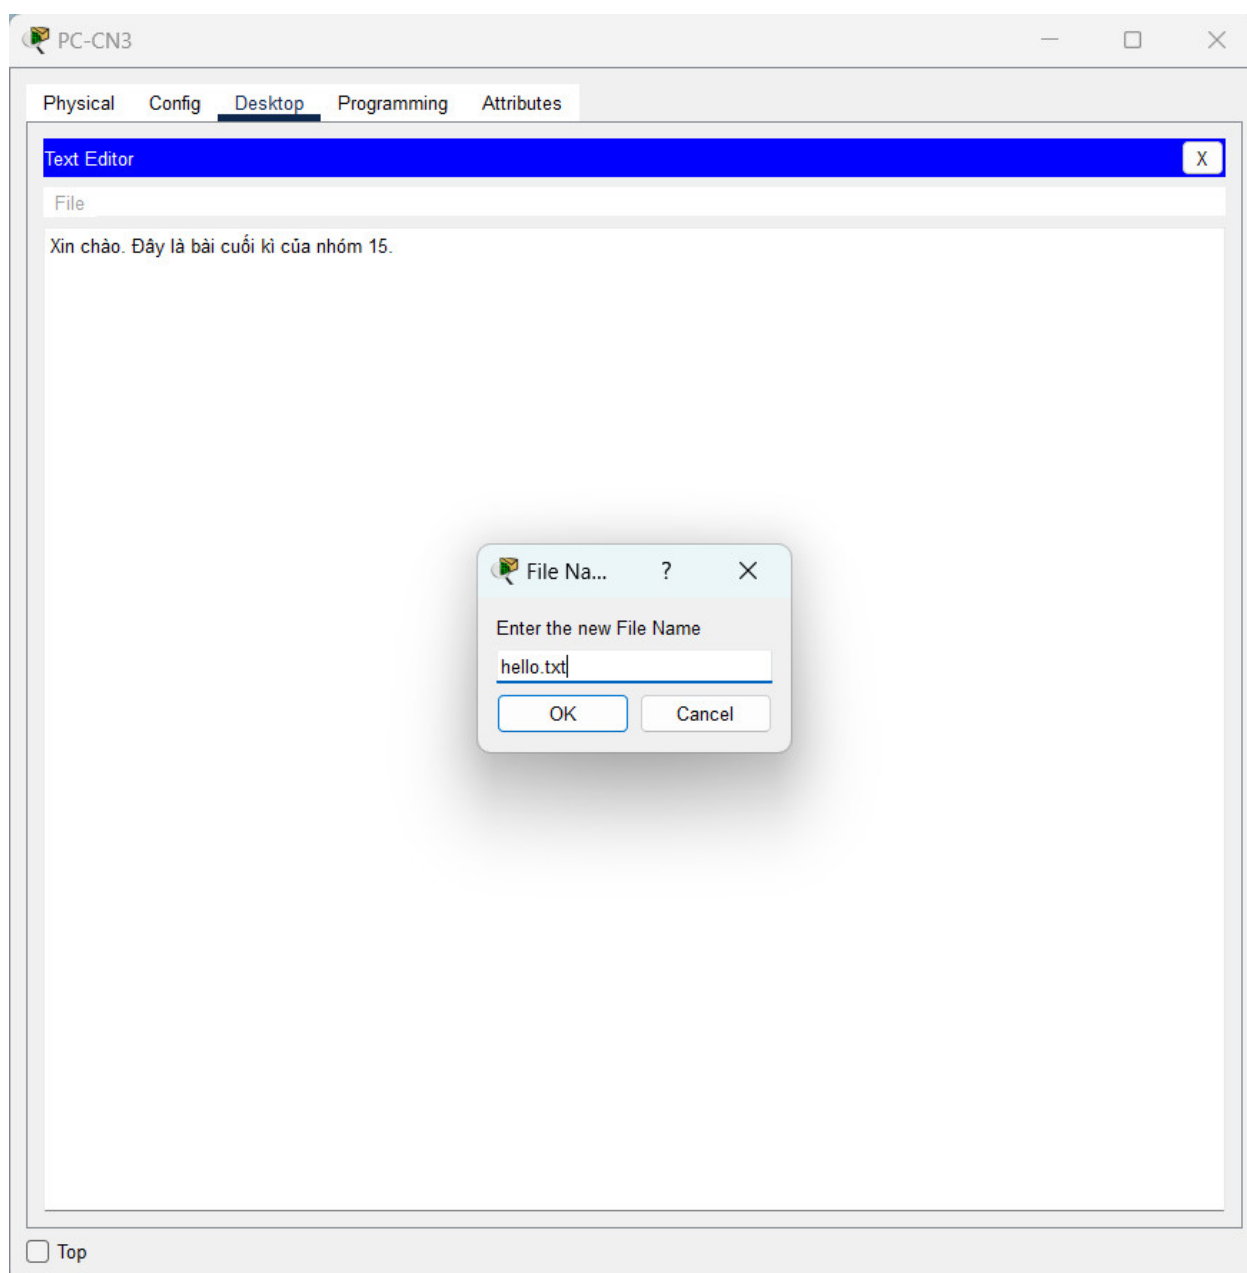 PC-CN3
Physical Config Desktop Programming Attributes
Text Editor X
File
Xin chào. Đây là bài cuối kì của nhóm 15.
File Na... ?
Enter the new File Name
hello.txt
OK Cancel
Top